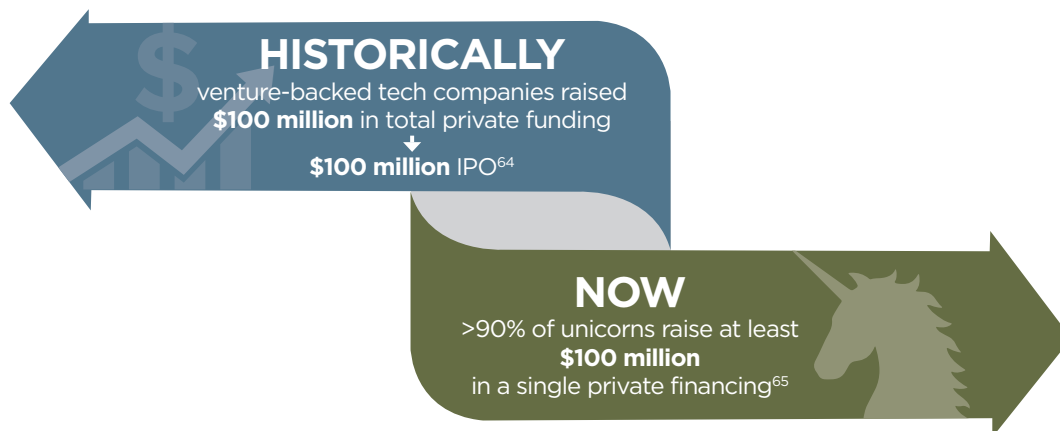 HISTORICALLY
venture-backed tech companies raised
$100 million in total private funding
$100 million IPO64
NOW
>90% of unicorns raise at least
$100 million
in a single private financing65